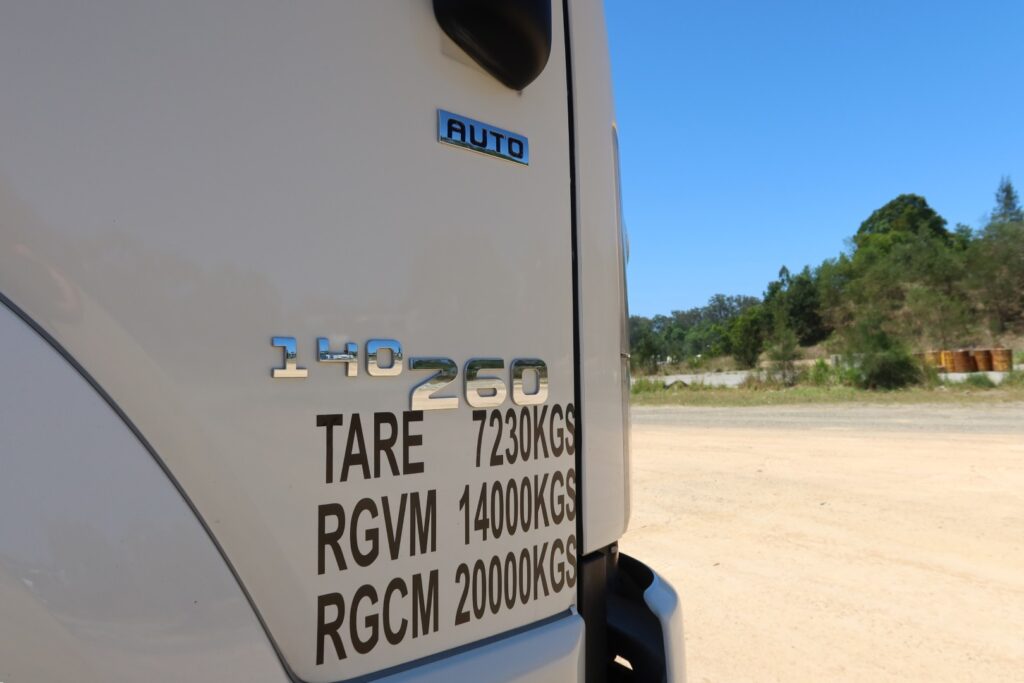 AUTO
140 260
TARE 7230KGS
RGVM 14000KGS
RGCM 20000KGS